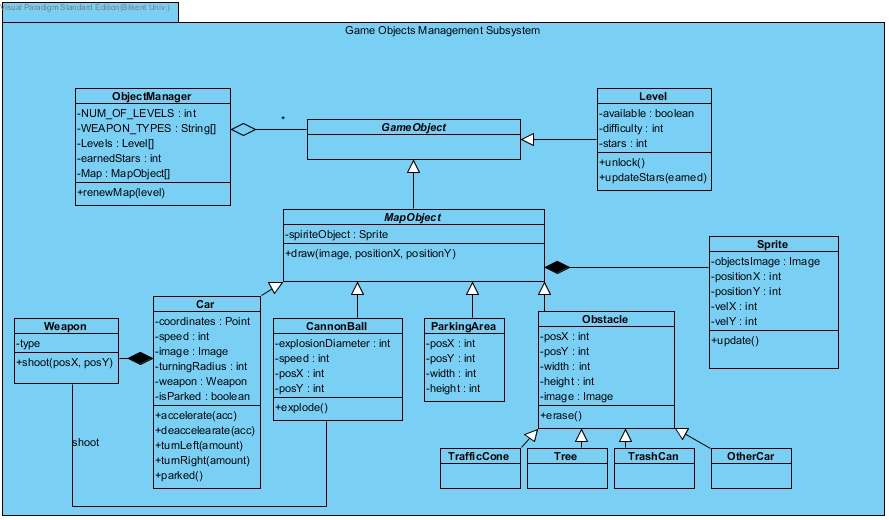 Visual Paradigm Standard Edition(Bilkent Univ.)
Game Objects Management Subsystem
ObjectManager
-NUM_OF_LEVELS : int
-WEAPON_TYPES : String[]
-Levels : Level[]
-earnedStars : int
-Map : MapObject[]
+renewMap(level)
*
GameObject
Level
-available : boolean
-difficulty : int
-stars : int
+unlock()
+updateStars(earned)
MapObject
-spiriteObject : Sprite
+draw(image, positionX, positionY)
Sprite
-objectsImage : Image
-positionX : int
-positionY : int
-velX : int
-velY : int
+update()
Weapon
-type
+shoot(posX, posY)
Car
-coordinates : Point
-speed : int
-image : Image
-turningRadius : int
-weapon : Weapon
-isParked : boolean
+accelerate(acc)
+deaccelearate(acc)
+turnLeft(amount)
+turnRight(amount)
+parked()
CannonBall
-explosionDiameter : int
-speed : int
-posX : int
-posY : int
+explode()
ParkingArea
-posX : int
-posY : int
-width : int
-height : int
Obstacle
-posX : int
-posY : int
-width : int
-height : int
-image : Image
+erase()
shoot
TrafficCone
Tree
TrashCan
OtherCar